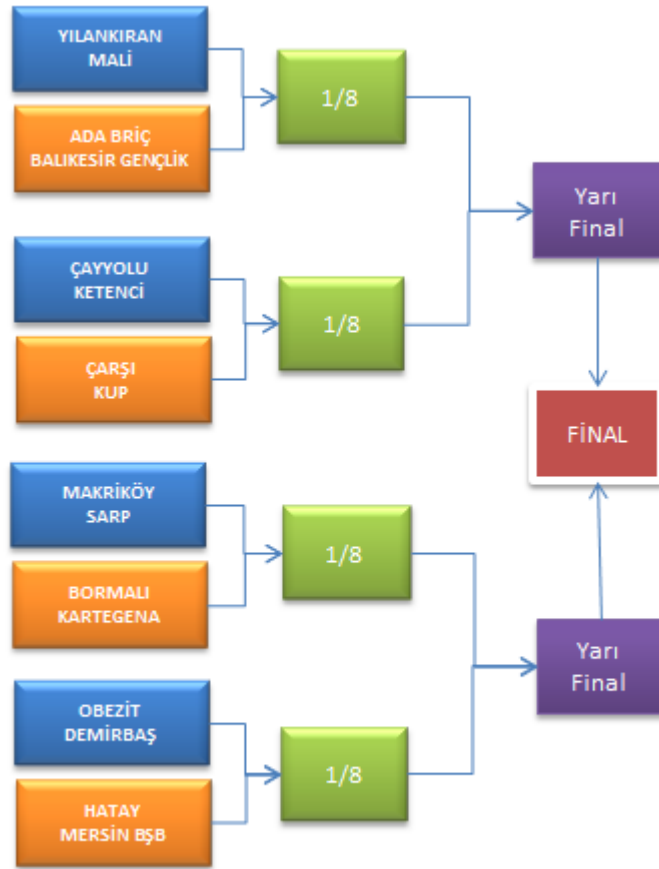 YILANKIRAN
MALİ
1/8
ADA BRİÇ
BALIKESİR GENÇLİK
Yarı
Final
ÇAYYOLU
KETENCİ
1/8
ÇARŞI
KUP
FİNAL
MAKRİKÖY
SARP
1/8
BORMALI
KARTEGENA
Yarı
Final
OBEZİT
DEMİRBAŞ
1/8
HATAY
MERSİN BŞB